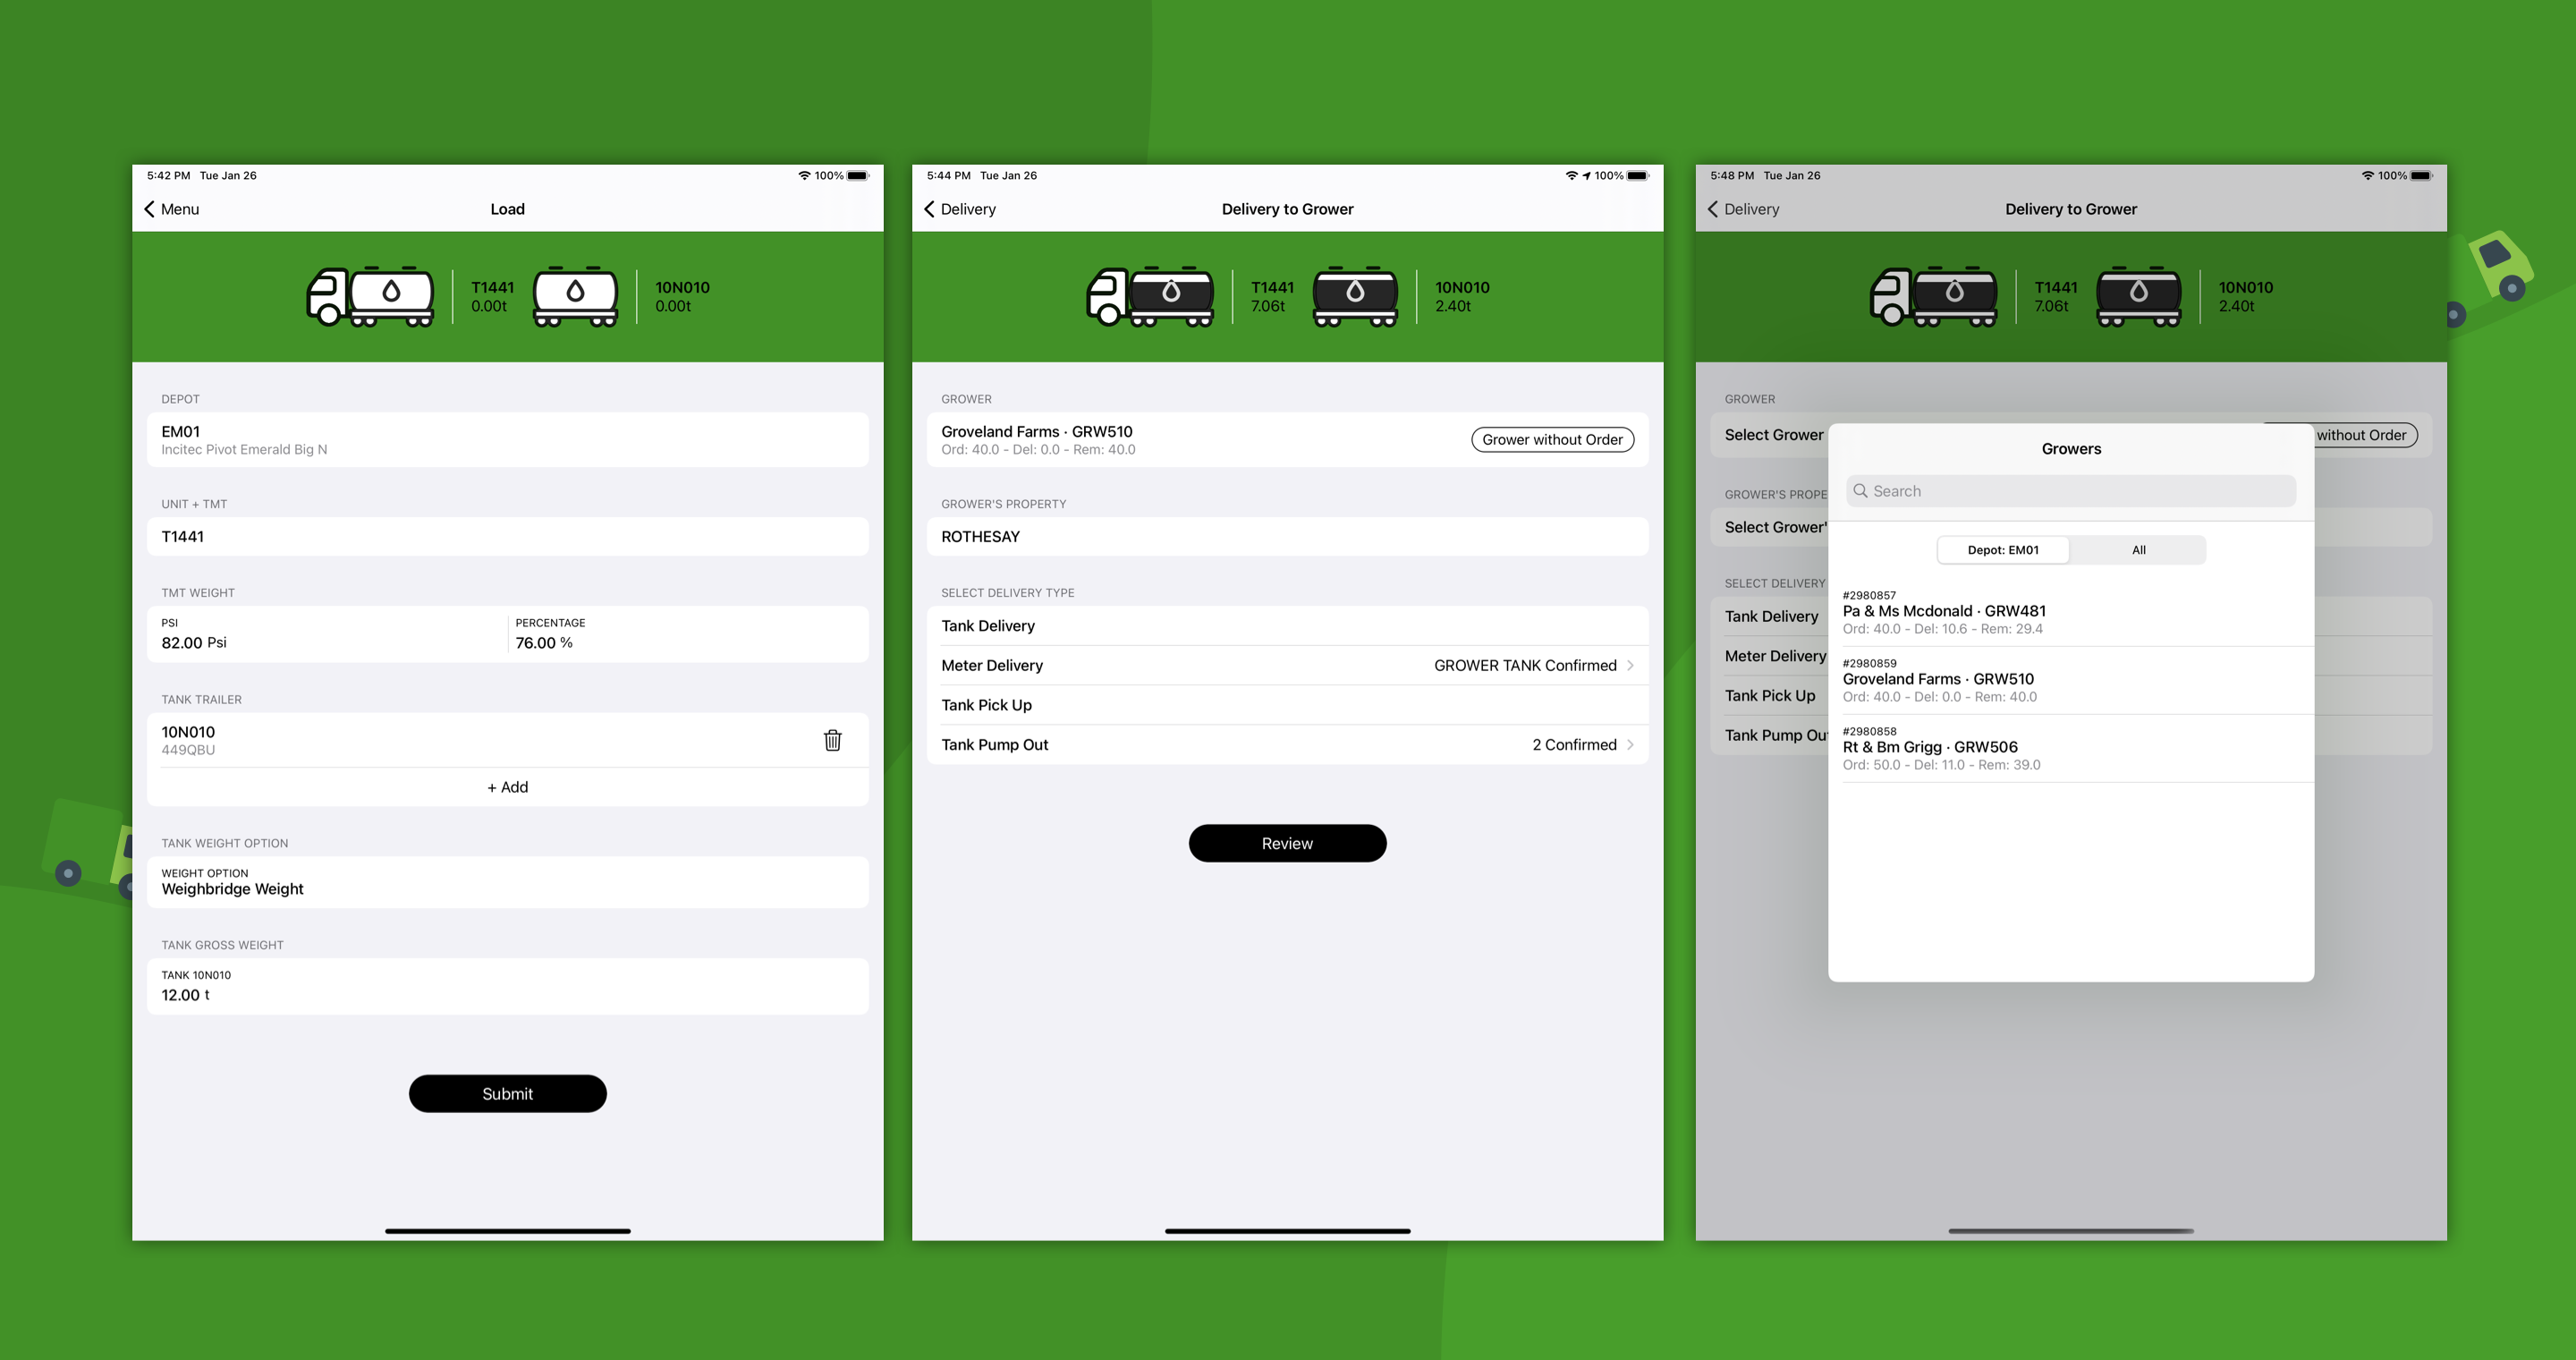 5:42 PM Tue Jan 26
100%
Menu
Load
T1441
0.00t
10N010
0.00t
DEPOT
EM01
Incitec Pivot Emerald Big N
UNIT + TMT
T1441
TMT WEIGHT
PSI
82.00 Psi
PERCENTAGE
76.00 %
TANK TRAILER
10N010
449QBU
+ Add
TANK WEIGHT OPTION
WEIGHT OPTION
Weighbridge Weight
TANK GROSS WEIGHT
TANK 10N010
12.00 t
Submit
5:44 PM Tue Jan 26
100%
Delivery
Delivery to Grower
T1441
7.06t
10N010
2.40t
GROWER
Groveland Farms · GRW510
Ord: 40.0 - Del: 0.0 - Rem: 40.0
Grower without Order
GROWER'S PROPERTY
ROTHESAY
SELECT DELIVERY TYPE
Tank Delivery
Meter Delivery
GROWER TANK Confirmed
Tank Pick Up
Tank Pump Out
2 Confirmed
Review
5:48 PM Tue Jan 26
100%
Delivery
Delivery to Grower
T1441
7.06t
10N010
2.40t
GROWER
Select Grower
without Order
GROWER'S PROPE
Select Grower'
SELECT DELIVERY
Tank Delivery
Meter Delivery
Tank Pick Up
Tank Pump Ou
Growers
Search
Depot: EM01
All
#2980857
Pa & Ms Mcdonald · GRW481
Ord: 40.0 - Del: 10.6 - Rem: 29.4
#2980859
Groveland Farms · GRW510
Ord: 40.0 - Del: 0.0 - Rem: 40.0
#2980858
Rt & Bm Grigg · GRW506
Ord: 50.0 - Del: 11.0 - Rem: 39.0